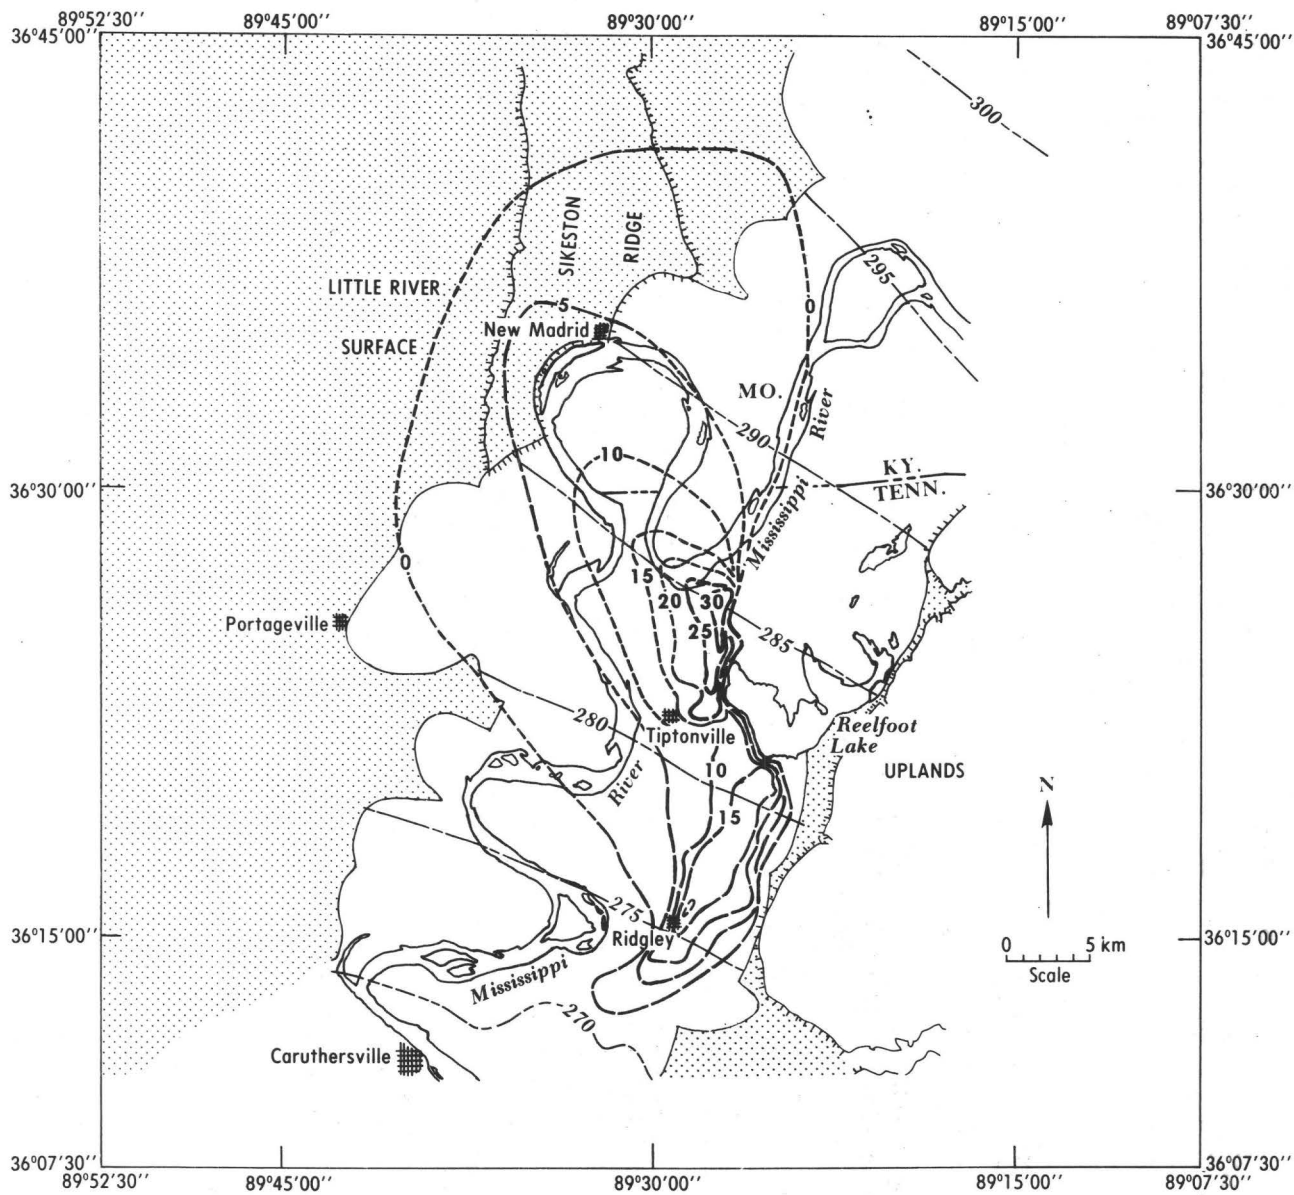 89°52'30'' 89°45'00'' 89°30'00'' 89°15'00'' 89°07'30''
36°45'00'' 36°45'00''
300
SIKESTON
RIDGE
295
LITTLE RIVER
5
0
New Madrid
SURFACE
MO.
River
290
10
KY.
36°30'00'' 36°30'00''
TENN.
Mississippi
0
15
20 30
Portageville
25
285
280
Tiptonville
Reelfoot
Lake
10
UPLANDS
River
N
15
275
0
36°15'00'' 36°15'00''
Ridgley
0 5 km
Scale
Mississippi
270
Caruthersville
36°07'30'' 36°07'30''
89°52'30'' 89°45'00'' 89°30'00'' 89°15'00'' 89°07'30''